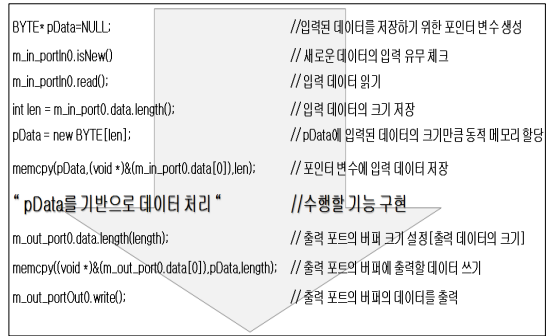 BYTE* pData=NULL; //입력된 데이터를 저장하기 위한 포인터 변수 생성
m_in_portIn0.isNew() // 새로운 데이터의 입력 유무 체크
m_in_portIn0.read(); // 입력 데이터 읽기
int len = m_in_port0.data.length(); // 입력 데이터의 크기 저장
pData = new BYTE[len]; // pData에 입력된 데이터의 크기만큼 동적 메모리 할당
memcpy(pData,(void *)&(m_in_port0.data[0]),len); // 포인터 변수에 입력 데이터 저장
“ pData를 기반으로 데이터 처리 “ //수행할 기능 구현
m_out_port0.data.length(length); // 출력 포트의 버퍼 크기 설정[출력 데이터의 크기]
memcpy((void *)&(m_out_port0.data[0]),pData,length); // 출력 포트의 버퍼에 출력할 데이터 쓰기
m_out_portOut0.write(); // 출력 포트의 버퍼의 데이터를 출력